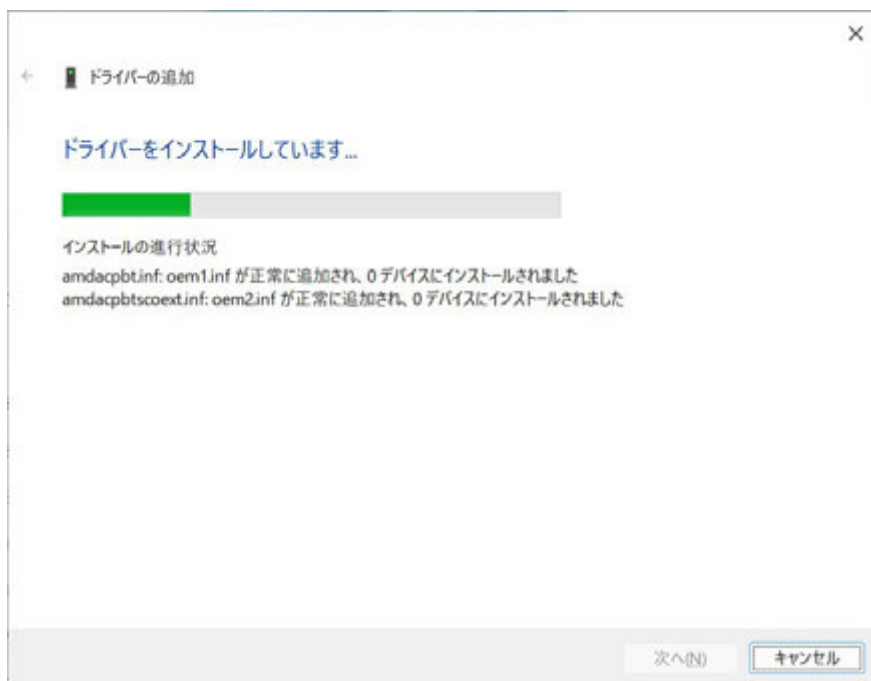 ドライバーの追加
ドライバーをインストールしています...
インストールの進行状況
amdacpbt.inf: oem1.inf が正常に追加され、0 デバイスにインストールされました
amdacpbtscoext.inf: oem2.inf が正常に追加され、0 デバイスにインストールされました
次へ(N)
キャンセル